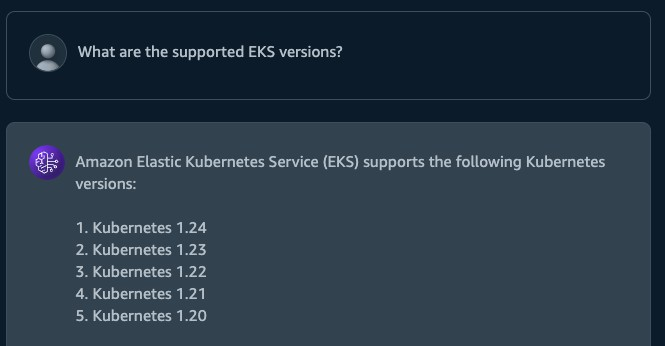 What are the supported EKS versions?
Amazon Elastic Kubernetes Service (EKS) supports the following Kubernetes
versions:
1. Kubernetes 1.24
2. Kubernetes 1.23
3. Kubernetes 1.22
4. Kubernetes 1.21
5. Kubernetes 1.20